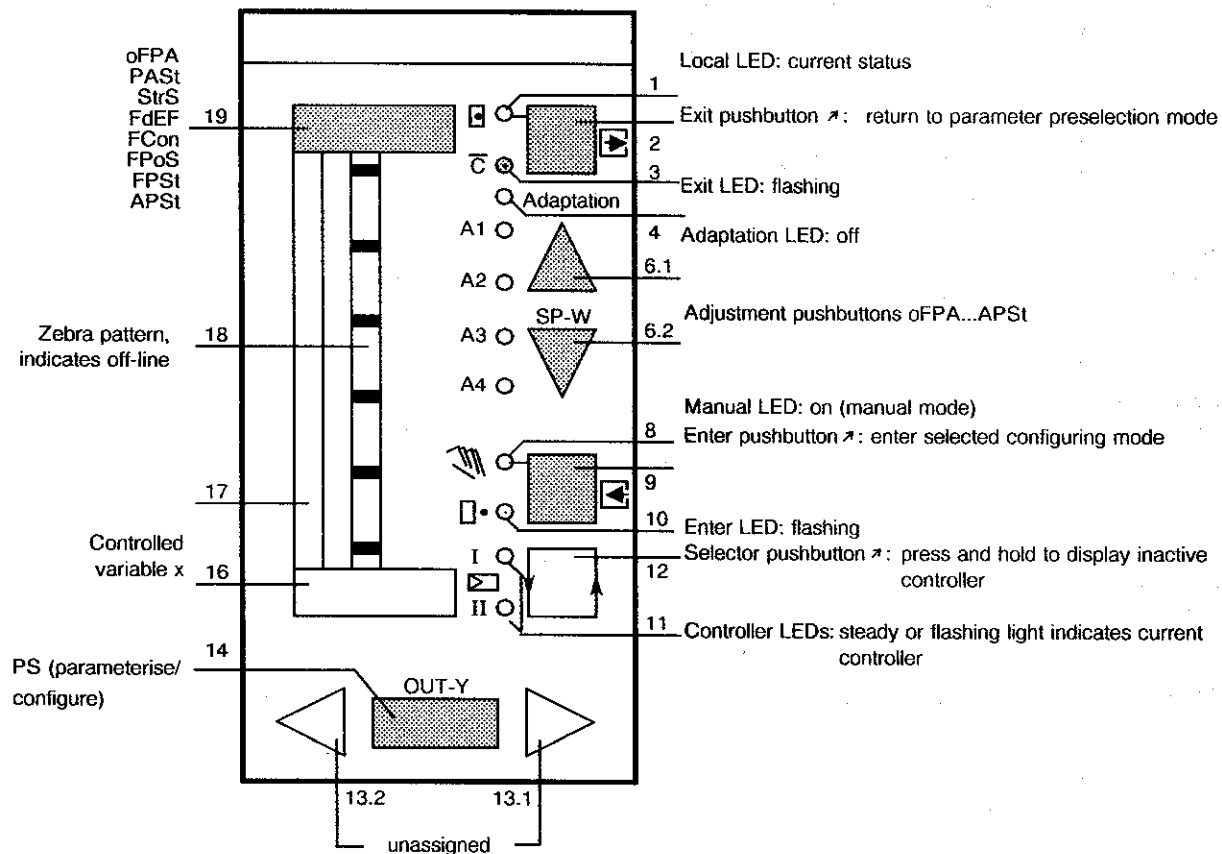 oFPA
PASt
StrS
FdEF
FCon
FPoS
FPSt
APSt
19
Zebra pattern,
indicates off-line
18
17
Controlled
variable x
16
PS (parameterise/
configure)
14
C
Adaptation
A1
A2
SP-W
A3
A4
I
II
OUT-Y
13.2
13.1
unassigned
Local LED: current status
1
Exit pushbutton ↗: return to parameter preselection mode
2
3
Exit LED: flashing
4
Adaptation LED: off
6.1
Adjustment pushbuttons oFPA...APSt
6.2
Manual LED: on (manual mode)
8
Enter pushbutton ↗: enter selected configuring mode
9
10
Enter LED: flashing
Selector pushbutton ↗: press and hold to display inactive
controller
12
11
Controller LEDs: steady or flashing light indicates current
controller